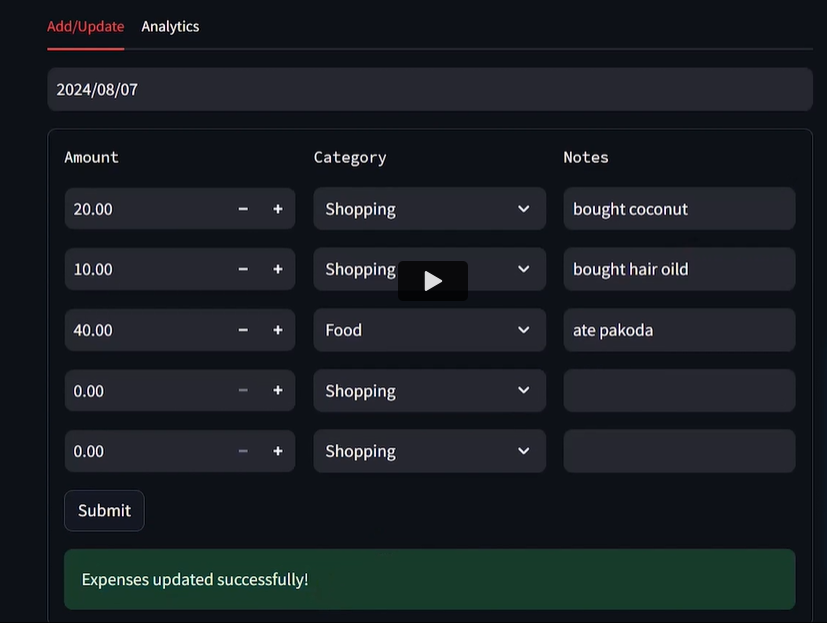 Add/Update Analytics
2024/08/07
Amount Category Notes
20.00 − + Shopping bought coconut
10.00 − + Shopping bought hair oild
40.00 − + Food ate pakoda
0.00 − + Shopping
0.00 − + Shopping
Submit
Expenses updated successfully!